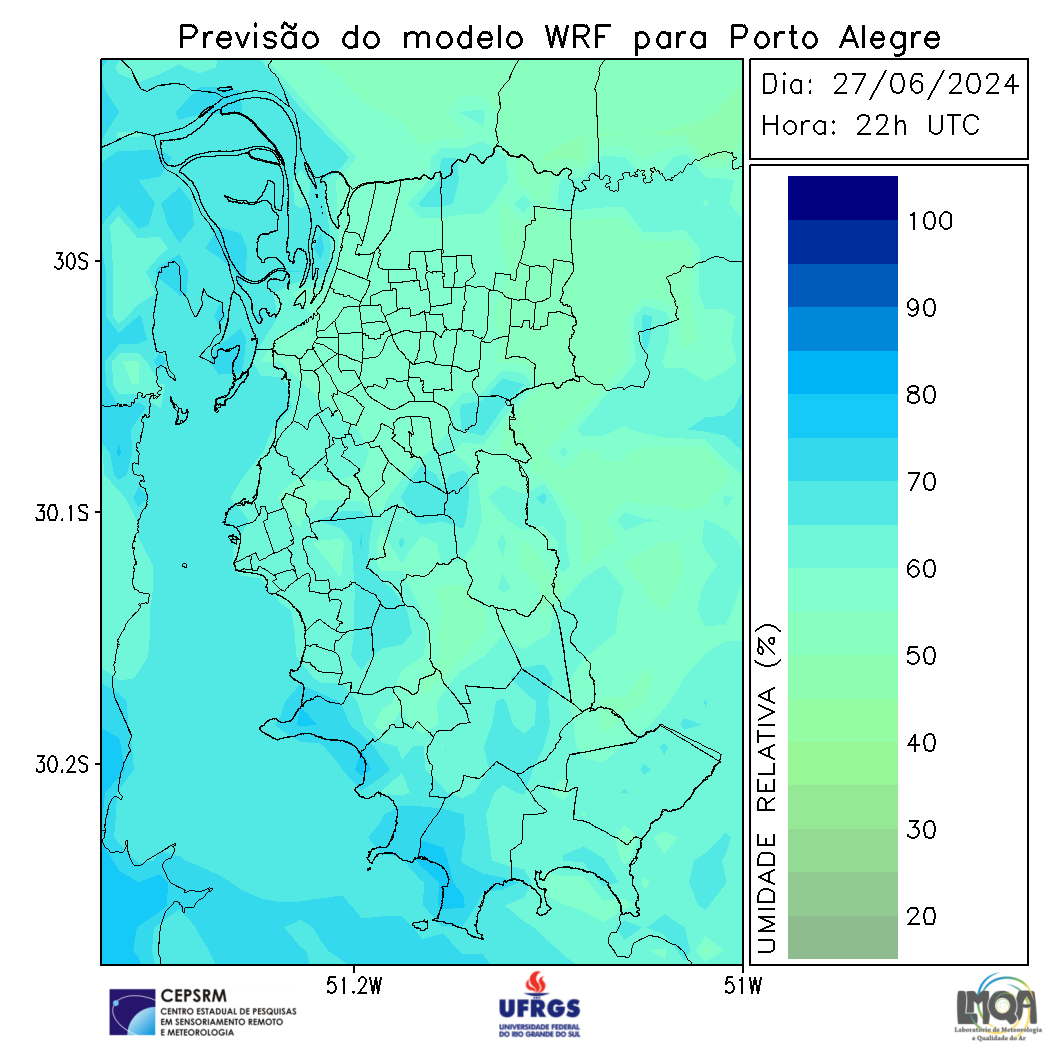 Previsão do modelo WRF para Porto Alegre
Dia: 27/06/2024
Hora: 22h UTC
30S
30.1S
30.2S
51.2W
51W
UMIDADE RELATIVA (%)
100
90
80
70
60
50
40
30
20
CEPSRM
CENTRO ESTADUAL DE PESQUISAS
EM SENSORIAMENTO REMOTO
E METEOROLOGIA
UFRGS
UNIVERSIDADE FEDERAL
DO RIO GRANDE DO SUL
LMQA
Laboratório de Meteorologia
e Qualidade do Ar